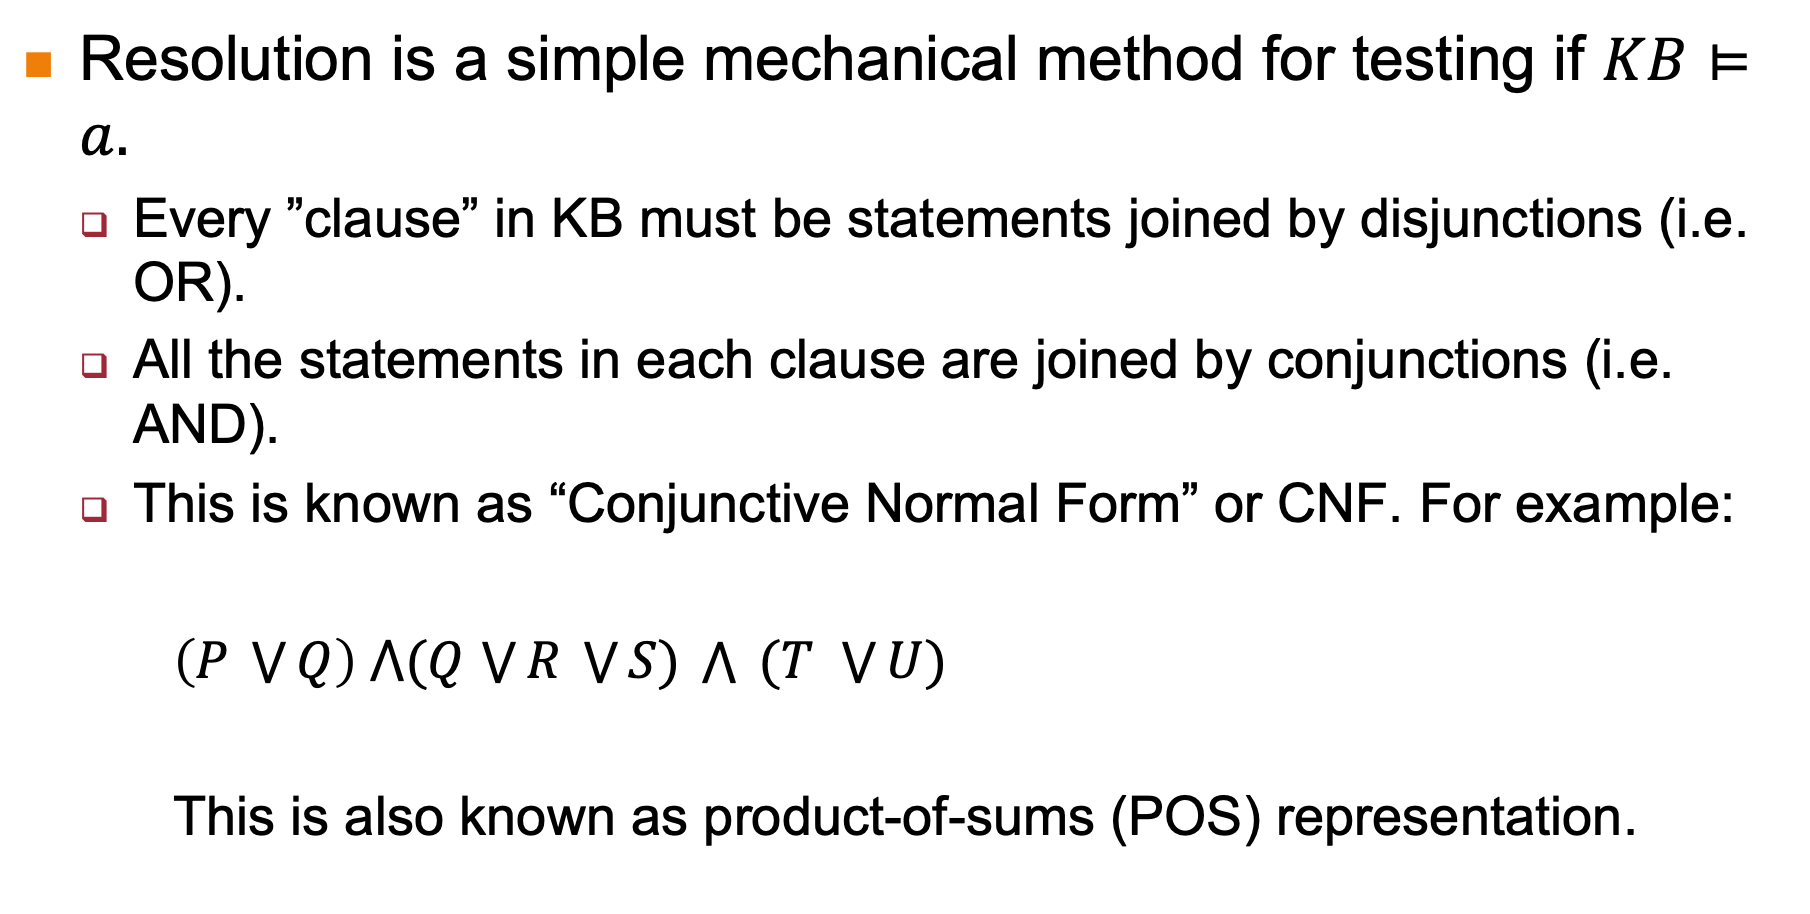 Resolution is a simple mechanical method for testing if 𝐾𝐵 ⊨
𝑎.
Every ”clause” in KB must be statements joined by disjunctions (i.e.
OR).
All the statements in each clause are joined by conjunctions (i.e.
AND).
This is known as “Conjunctive Normal Form” or CNF. For example:
(𝑃 ∨ 𝑄) ∧(𝑄 ∨ 𝑅 ∨ 𝑆) ∧ (𝑇 ∨ 𝑈)
This is also known as product-of-sums (POS) representation.